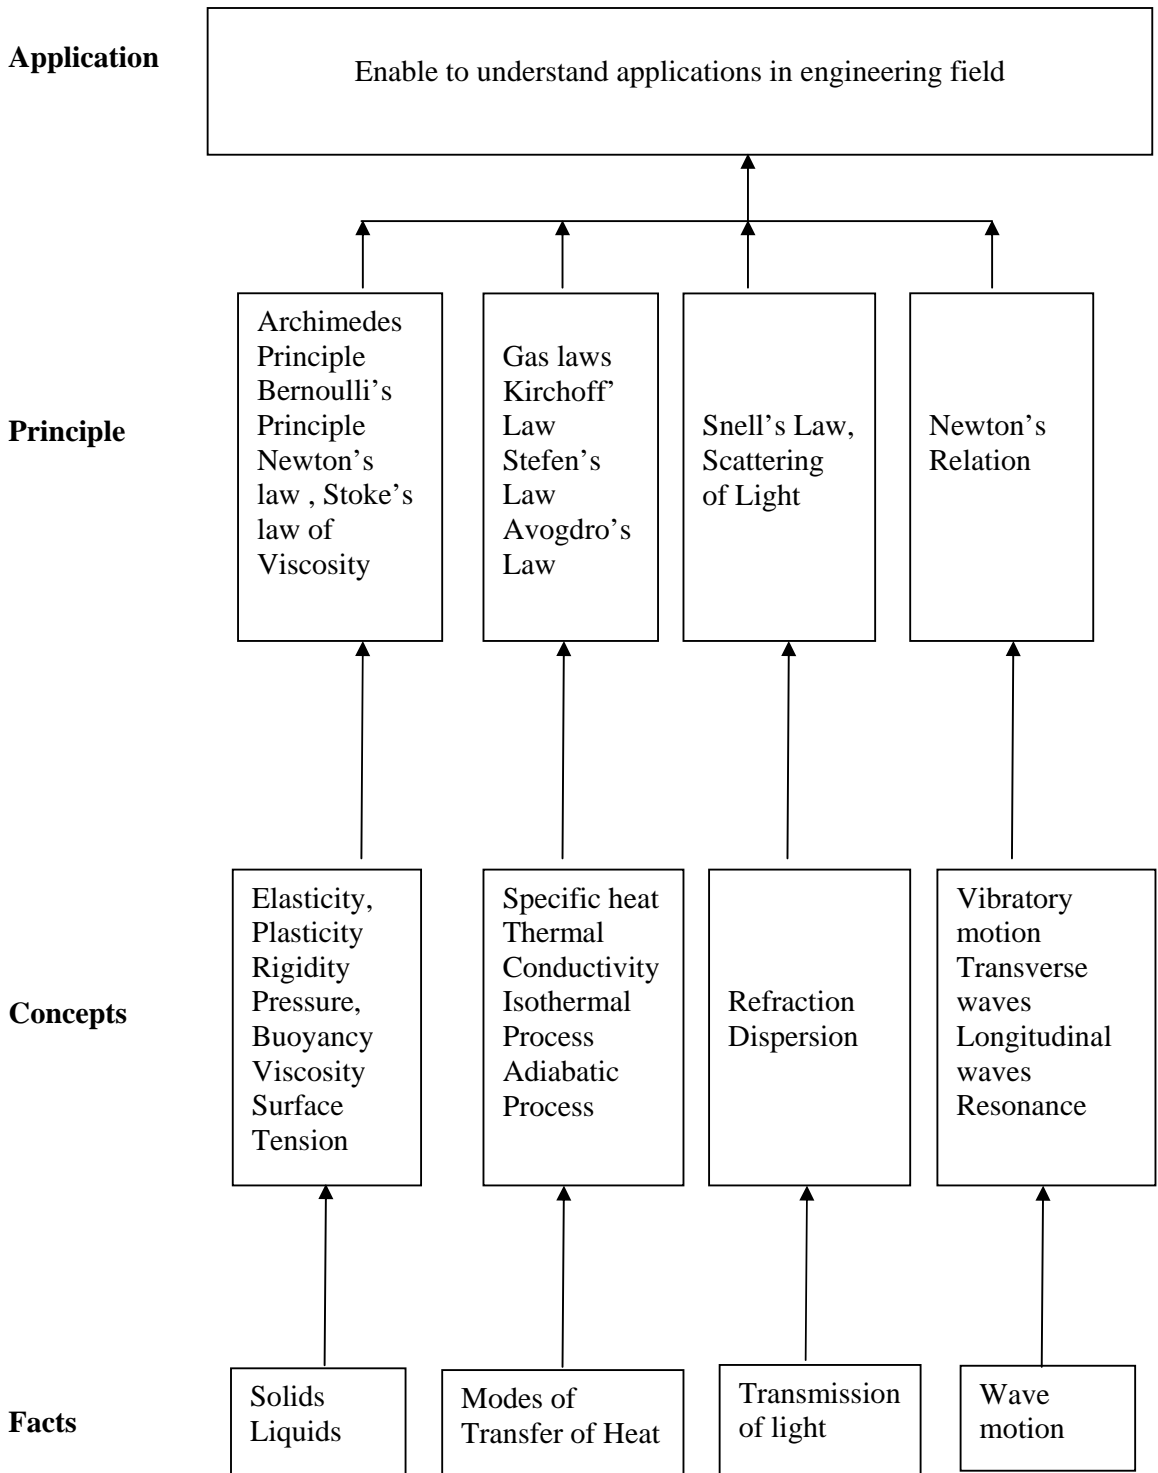 Application
Enable to understand applications in engineering field
Principle
Archimedes
Principle
Bernoulli’s
Principle
Newton’s
law , Stoke’s
law of
Viscosity
Gas laws
Kirchoff’
Law
Stefen’s
Law
Avogdro’s
Law
Snell’s Law,
Scattering
of Light
Newton’s
Relation
Concepts
Elasticity,
Plasticity
Rigidity
Pressure,
Buoyancy
Viscosity
Surface
Tension
Specific heat
Thermal
Conductivity
Isothermal
Process
Adiabatic
Process
Refraction
Dispersion
Vibratory
motion
Transverse
waves
Longitudinal
waves
Resonance
Facts
Solids
Liquids
Modes of
Transfer of Heat
Transmission
of light
Wave
motion